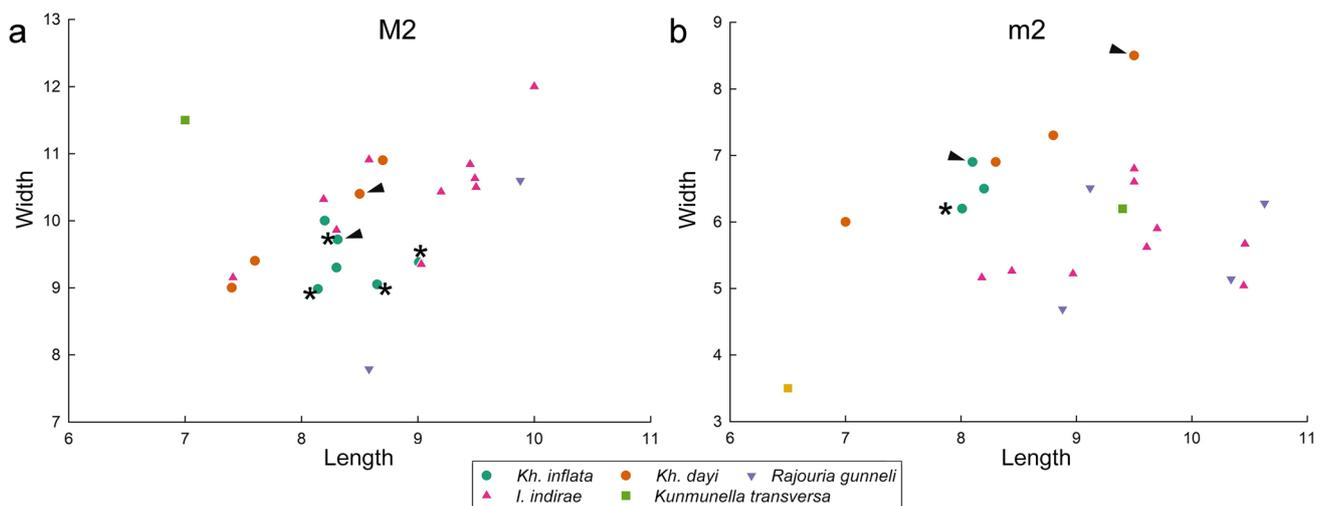 a
M2
13
12
11
10
9
8
7
Width
6 7 8 9 10 11
Length
b
m2
9
8
7
6
5
4
3
Width
6 7 8 9 10 11
Length
* * * *
*
Kh. inflata Kh. dayi Rajouria gunneli
I. indirae Kunmunella transversa